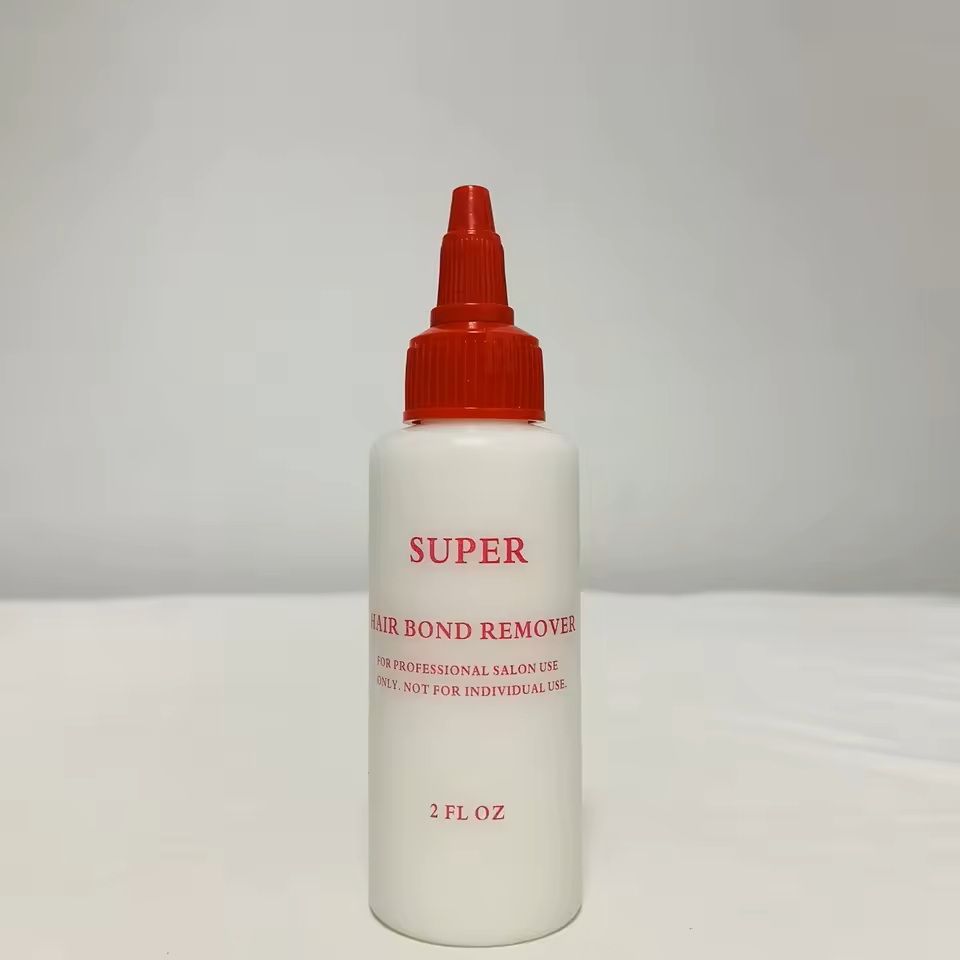 SUPER
HAIR BOND REMOVER
FOR PROFESSIONAL SALON USE
ONLY. NOT FOR INDIVIDUAL USE.
2 FL OZ